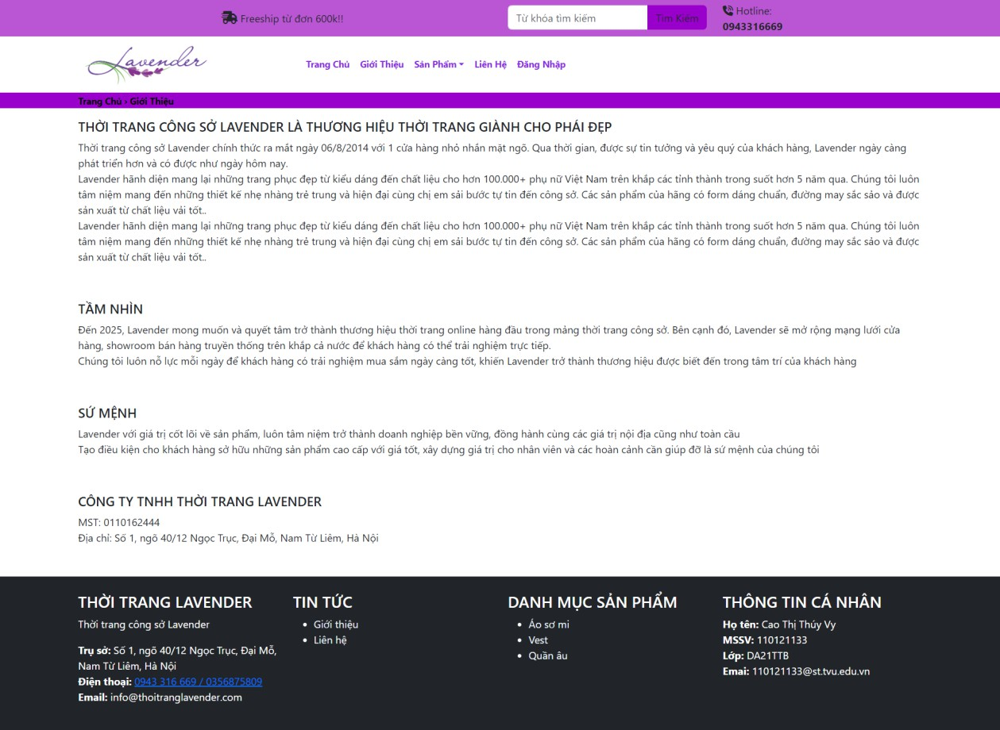 Freeship từ đơn 600k!!
Từ khóa tìm kiếm
Tìm Kiếm
Hotline:
0943316669
Lavender
Trang Chủ Giới Thiệu Sản Phẩm Liên Hệ Đăng Nhập
Trang Chủ › Giới Thiệu
THỜI TRANG CÔNG SỞ LAVENDER LÀ THƯƠNG HIỆU THỜI TRANG GIÀNH CHO PHÁI ĐẸP
Thời trang công sở Lavender chính thức ra mắt ngày 06/8/2014 với 1 cửa hàng nhỏ nhắn mặt ngõ. Qua thời gian, được sự tin tưởng và yêu quý của khách hàng, Lavender ngày càng
phát triển hơn và có được như ngày hôm nay.
Lavender hãnh diện mang lại những trang phục đẹp từ kiểu dáng đến chất liệu cho hơn 100.000+ phụ nữ Việt Nam trên khắp các tỉnh thành trong suốt hơn 5 năm qua. Chúng tôi luôn
tâm niệm mang đến những thiết kế nhẹ nhàng trẻ trung và hiện đại cùng chị em sải bước tự tin đến công sở. Các sản phẩm của hãng có form dáng chuẩn, đường may sắc sảo và được
sản xuất từ chất liệu vải tốt..
Lavender hãnh diện mang lại những trang phục đẹp từ kiểu dáng đến chất liệu cho hơn 100.000+ phụ nữ Việt Nam trên khắp các tỉnh thành trong suốt hơn 5 năm qua. Chúng tôi luôn
tâm niệm mang đến những thiết kế nhẹ nhàng trẻ trung và hiện đại cùng chị em sải bước tự tin đến công sở. Các sản phẩm của hãng có form dáng chuẩn, đường may sắc sảo và được
sản xuất từ chất liệu vải tốt..
TẦM NHÌN
Đến 2025, Lavender mong muốn và quyết tâm trở thành thương hiệu thời trang online hàng đầu trong mảng thời trang công sở. Bên cạnh đó, Lavender sẽ mở rộng mạng lưới cửa
hàng, showroom bán hàng truyền thống trên khắp cả nước để khách hàng có thể trải nghiệm trực tiếp.
Chúng tôi luôn nỗ lực mỗi ngày để khách hàng có trải nghiệm mua sắm ngày càng tốt, khiến Lavender trở thành thương hiệu được biết đến trong tâm trí của khách hàng
SỨ MỆNH
Lavender với giá trị cốt lõi về sản phẩm, luôn tâm niệm trở thành doanh nghiệp bền vững, đồng hành cùng các giá trị nội địa cũng như toàn cầu
Tạo điều kiện cho khách hàng sở hữu những sản phẩm cao cấp với giá tốt, xây dựng giá trị cho nhân viên và các hoàn cảnh cần giúp đỡ là sứ mệnh của chúng tôi
CÔNG TY TNHH THỜI TRANG LAVENDER
MST: 0110162444
Địa chỉ: Số 1, ngõ 40/12 Ngọc Trục, Đại Mỗ, Nam Từ Liêm, Hà Nội
THỜI TRANG LAVENDER
Thời trang công sở Lavender
Trụ sở: Số 1, ngõ 40/12 Ngọc Trục, Đại Mỗ,
Nam Từ Liêm, Hà Nội
Điện thoại: 0943 316 669 / 0356875809
Email: info@thoitranglavender.com
TIN TỨC
Giới thiệu
Liên hệ
DANH MỤC SẢN PHẨM
Áo sơ mi
Vest
Quần âu
THÔNG TIN CÁ NHÂN
Họ tên: Cao Thị Thúy Vy
MSSV: 110121133
Lớp: DA21TTB
Emai: 110121133@st.tvu.edu.vn